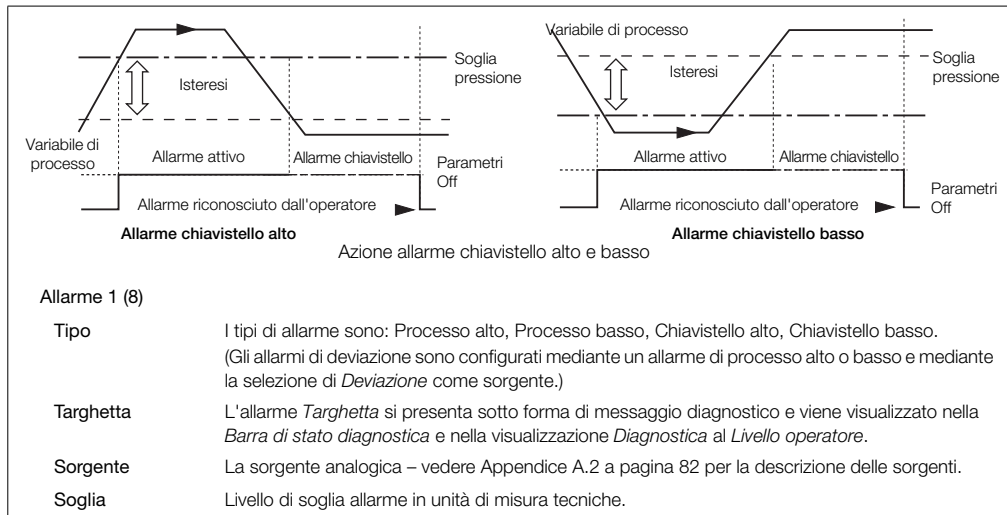 Variabile di processo
Soglia
pressione
Isteresi
Variabile di
processo
Allarme attivo
Allarme chiavistello
Parametri
Off
Allarme riconosciuto dall'operatore
Allarme chiavistello alto
Soglia
pressione
Isteresi
Allarme attivo
Allarme chiavistello
Parametri
Off
Allarme riconosciuto dall'operatore
Allarme chiavistello basso
Azione allarme chiavistello alto e basso
Allarme 1 (8)
Tipo I tipi di allarme sono: Processo alto, Processo basso, Chiavistello alto, Chiavistello basso.
(Gli allarmi di deviazione sono configurati mediante un allarme di processo alto o basso e mediante
la selezione di Deviazione come sorgente.)
Targhetta L'allarme Targhetta si presenta sotto forma di messaggio diagnostico e viene visualizzato nella
Barra di stato diagnostica e nella visualizzazione Diagnostica al Livello operatore.
Sorgente La sorgente analogica – vedere Appendice A.2 a pagina 82 per la descrizione delle sorgenti.
Soglia Livello di soglia allarme in unità di misura tecniche.